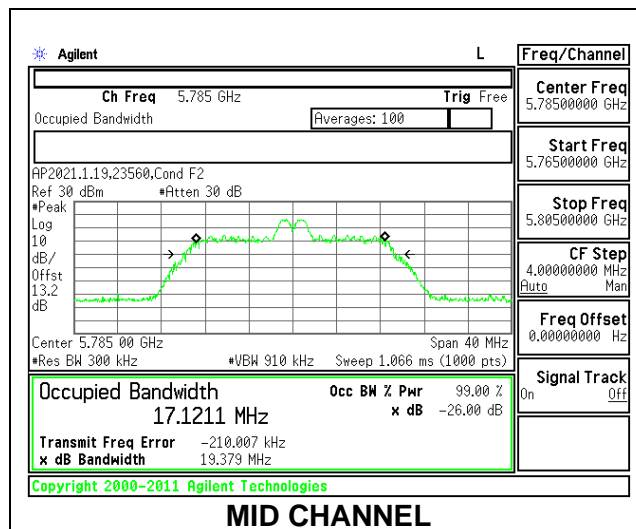 Agilent L Freq/Channel
Ch Freq 5.785 GHz Trig Free
Occupied Bandwidth Averages: 100
Center Freq
5.78500000 GHz
Start Freq
5.76500000 GHz
Stop Freq
5.80500000 GHz
CF Step
4.00000000 MHz
Auto Man
Freq Offset
0.00000000 Hz
Signal Track
On Off
AP2021.1.19,23560,Cond F2
Ref 30 dBm #Atten 30 dB
#Peak
Log
10
dB/
Offst
13.2
dB
Center 5.785 00 GHz Span 40 MHz
#Res BW 300 kHz #VBW 910 kHz Sweep 1.066 ms (1000 pts)
Occupied Bandwidth Occ BW % Pwr 99.00 %
17.1211 MHz x dB -26.00 dB
Transmit Freq Error -210.007 kHz
x dB Bandwidth 19.379 MHz
Copyright 2000-2011 Agilent Technologies
MID CHANNEL